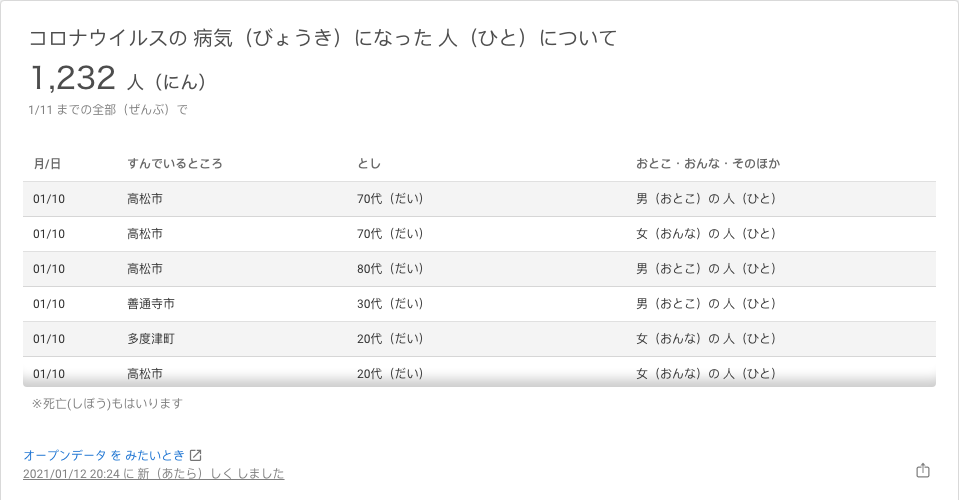 コロナウイルスの 病気（びょうき）になった 人（ひと）について
1,232 人（にん）
1/11 までの全部（ぜんぶ）で
月/日 すんでいるところ とし おとこ・おんな・そのほか
01/10 高松市 70代（だい） 男（おとこ）の 人（ひと）
01/10 高松市 70代（だい） 女（おんな）の 人（ひと）
01/10 高松市 80代（だい） 男（おとこ）の 人（ひと）
01/10 善通寺市 30代（だい） 男（おとこ）の 人（ひと）
01/10 多度津町 20代（だい） 女（おんな）の 人（ひと）
01/10 高松市 20代（だい） 女（おんな）の 人（ひと）
※死亡(しぼう)もはいります
オープンデータ を みたいとき
2021/01/12 20:24 に 新（あたら）しく しました